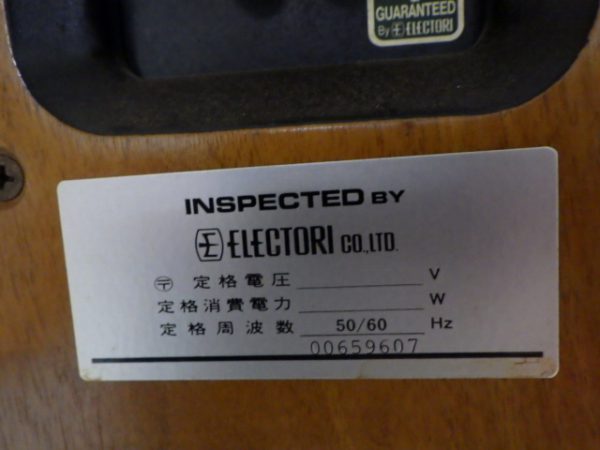 GUARANTEED
By E ELECTORI
INSPECTED BY
E ELECTORI CO.,LTD.
〶 定格電圧 V
定格消費電力 W
定格周波数 50/60 Hz
00659607